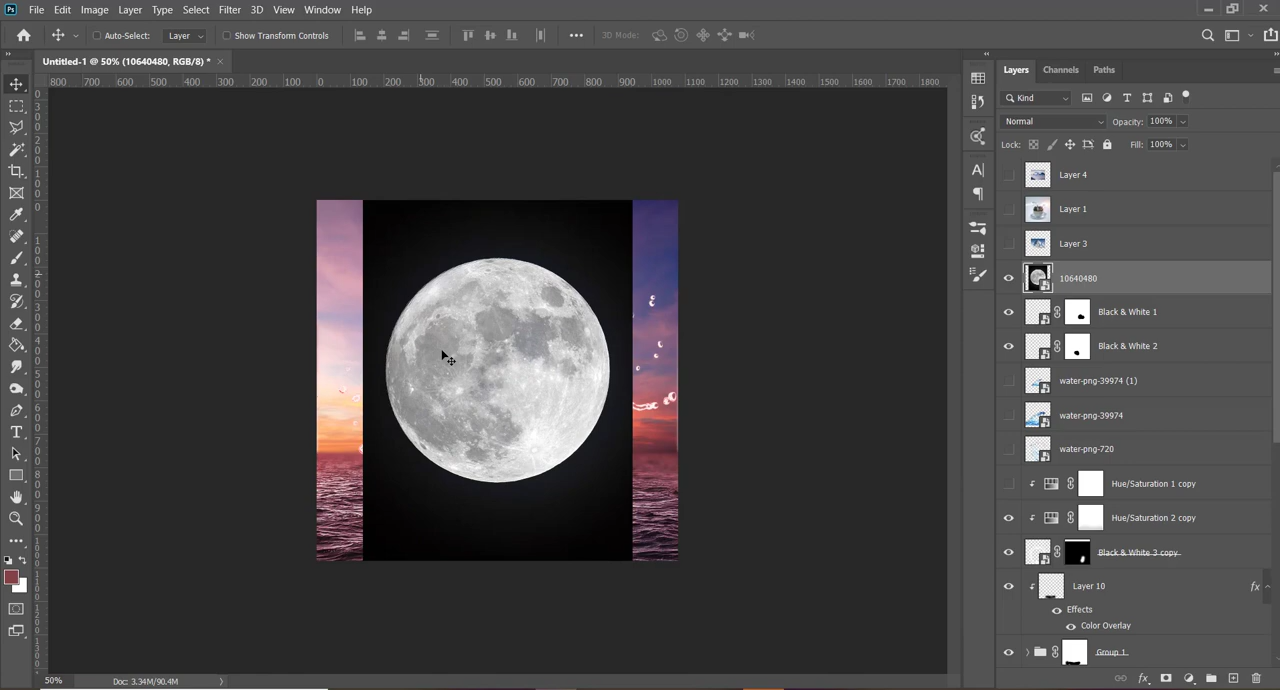 Ps File Edit Image Layer Type Select Filter 3D View Window Help
Auto-Select: Layer Show Transform Controls 3D Mode:
Untitled-1 @ 50% (10640480, RGB/8) *
800 700 600 500 400 300 200 100 0 100 200 300 400 500 600 700 800 900 1000 1100 1200 1300 1400 1500 1600 1700 1800
Layers Channels Paths
Kind
Normal Opacity: 100%
Lock: Fill: 100%
Layer 4
Layer 1
Layer 3
10640480
Black & White 1
Black & White 2
water-png-39974 (1)
water-png-39974
water-png-720
Hue/Saturation 1 copy
Hue/Saturation 2 copy
Black & White 3 copy
Layer 10 fx
Effects
Color Overlay
Group 1
fx
50% Doc: 3.34M/90.4M